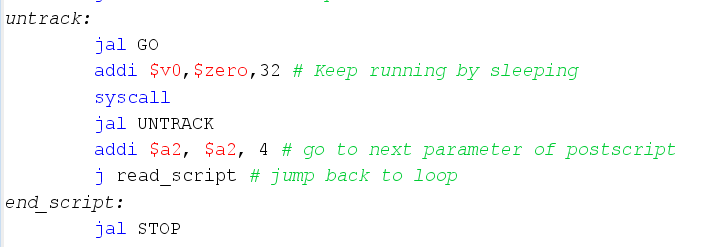 untrack:
jal GO
addi $v0,$zero,32 # Keep running by sleeping
syscall
jal UNTRACK
addi $a2, $a2, 4 # go to next parameter of postscript
j read_script # jump back to loop
end_script:
jal STOP